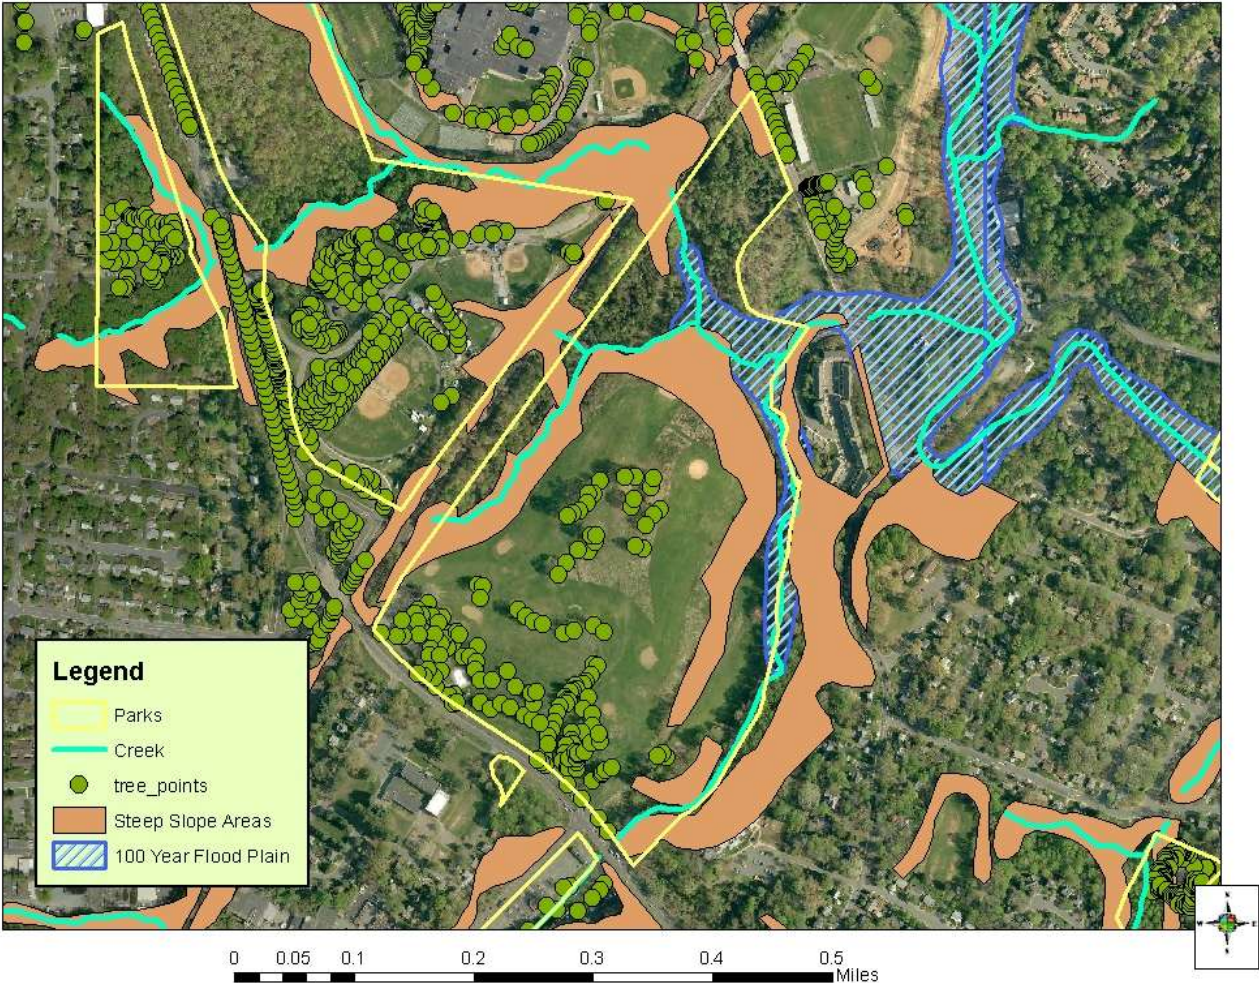 Legend
Parks
Creek
tree_points
Steep Slope Areas
100 Year Flood Plain
N
W E
S
0 0.05 0.1 0.2 0.3 0.4 0.5
Miles